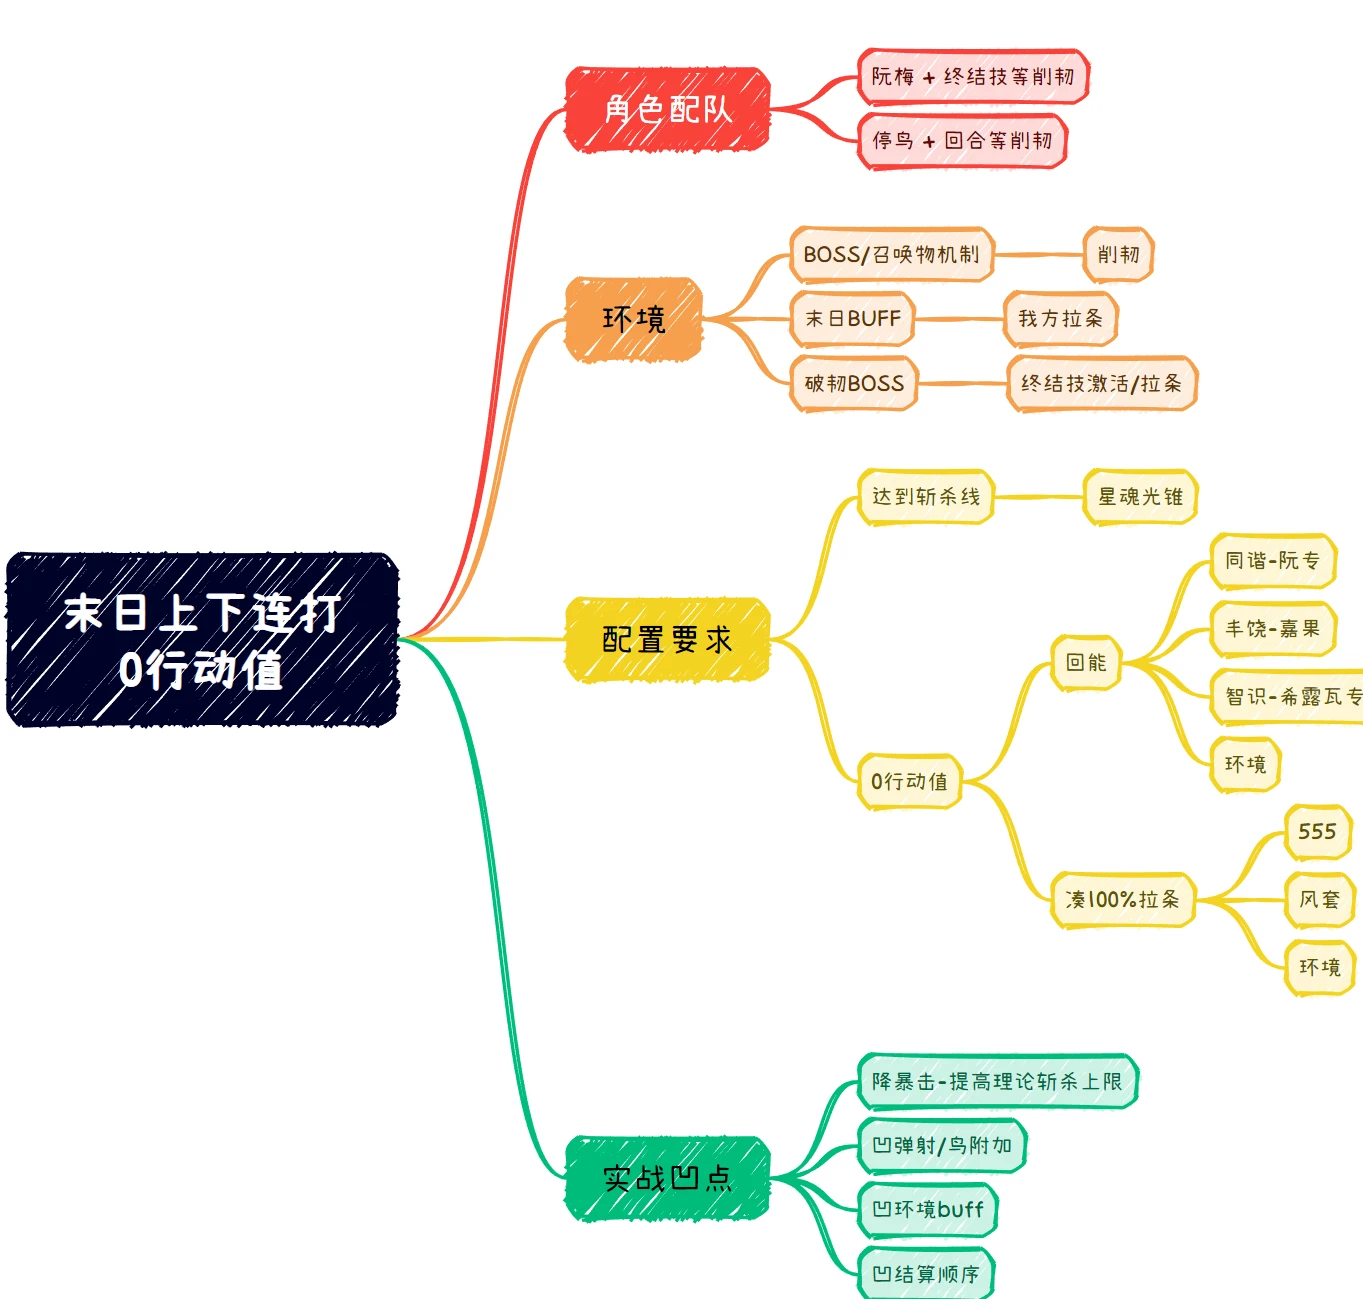 末日上下连打
0行动值
角色配队
阮梅 + 终结技等削韧
停鸟 + 回合等削韧
环境
BOSS/召唤物机制
削韧
末日BUFF
我方拉条
破韧BOSS
终结技激活/拉条
配置要求
达到斩杀线
星魂光锥
0行动值
回能
同谐-阮专
丰饶-嘉果
智识-希露瓦专
环境
凑100%拉条
555
风套
环境
实战凹点
降暴击-提高理论斩杀上限
凹弹射/鸟附加
凹环境buff
凹结算顺序